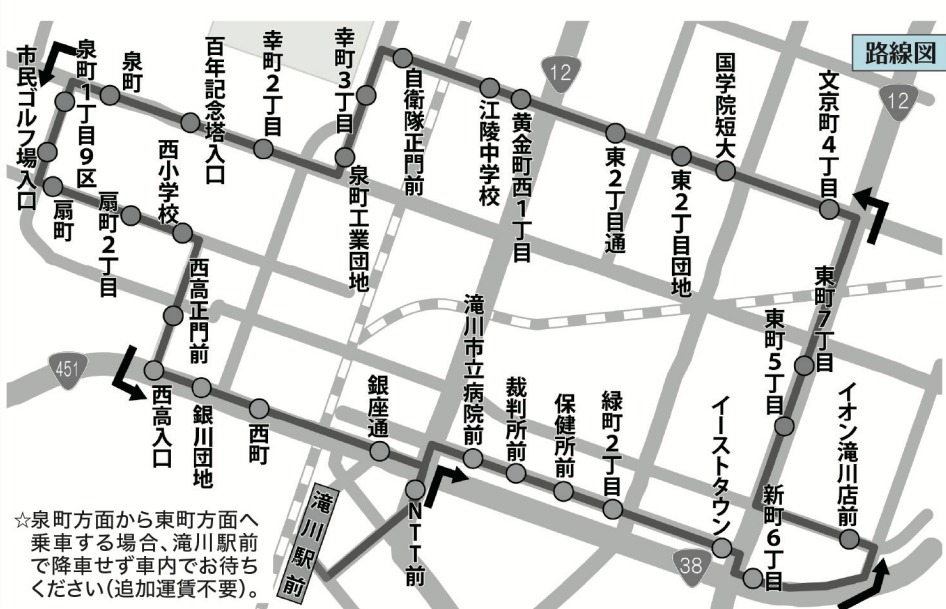 路線図
12
12
市民ゴルフ場入口
泉町1丁目9区
泉町
百年記念塔入口
幸町2丁目
幸町3丁目
泉町工業団地
自衛隊正門前
江陵中学校
黄金町西1丁目
東2丁目通
東2丁目団地
国学院短大
文京町4丁目
扇町
扇町2丁目
西小学校
西高正門前
西高入口
銀川団地
西町
銀座通
NTT前
滝川駅前
滝川市立病院前
裁判所前
保健所前
緑町2丁目
イーストタウン
新町6丁目
イオン滝川店前
東町5丁目
東町7丁目
451
38
☆泉町方面から東町方面へ
乗車する場合、滝川駅前
で降車せず車内でお待ち
ください(追加運賃不要)。